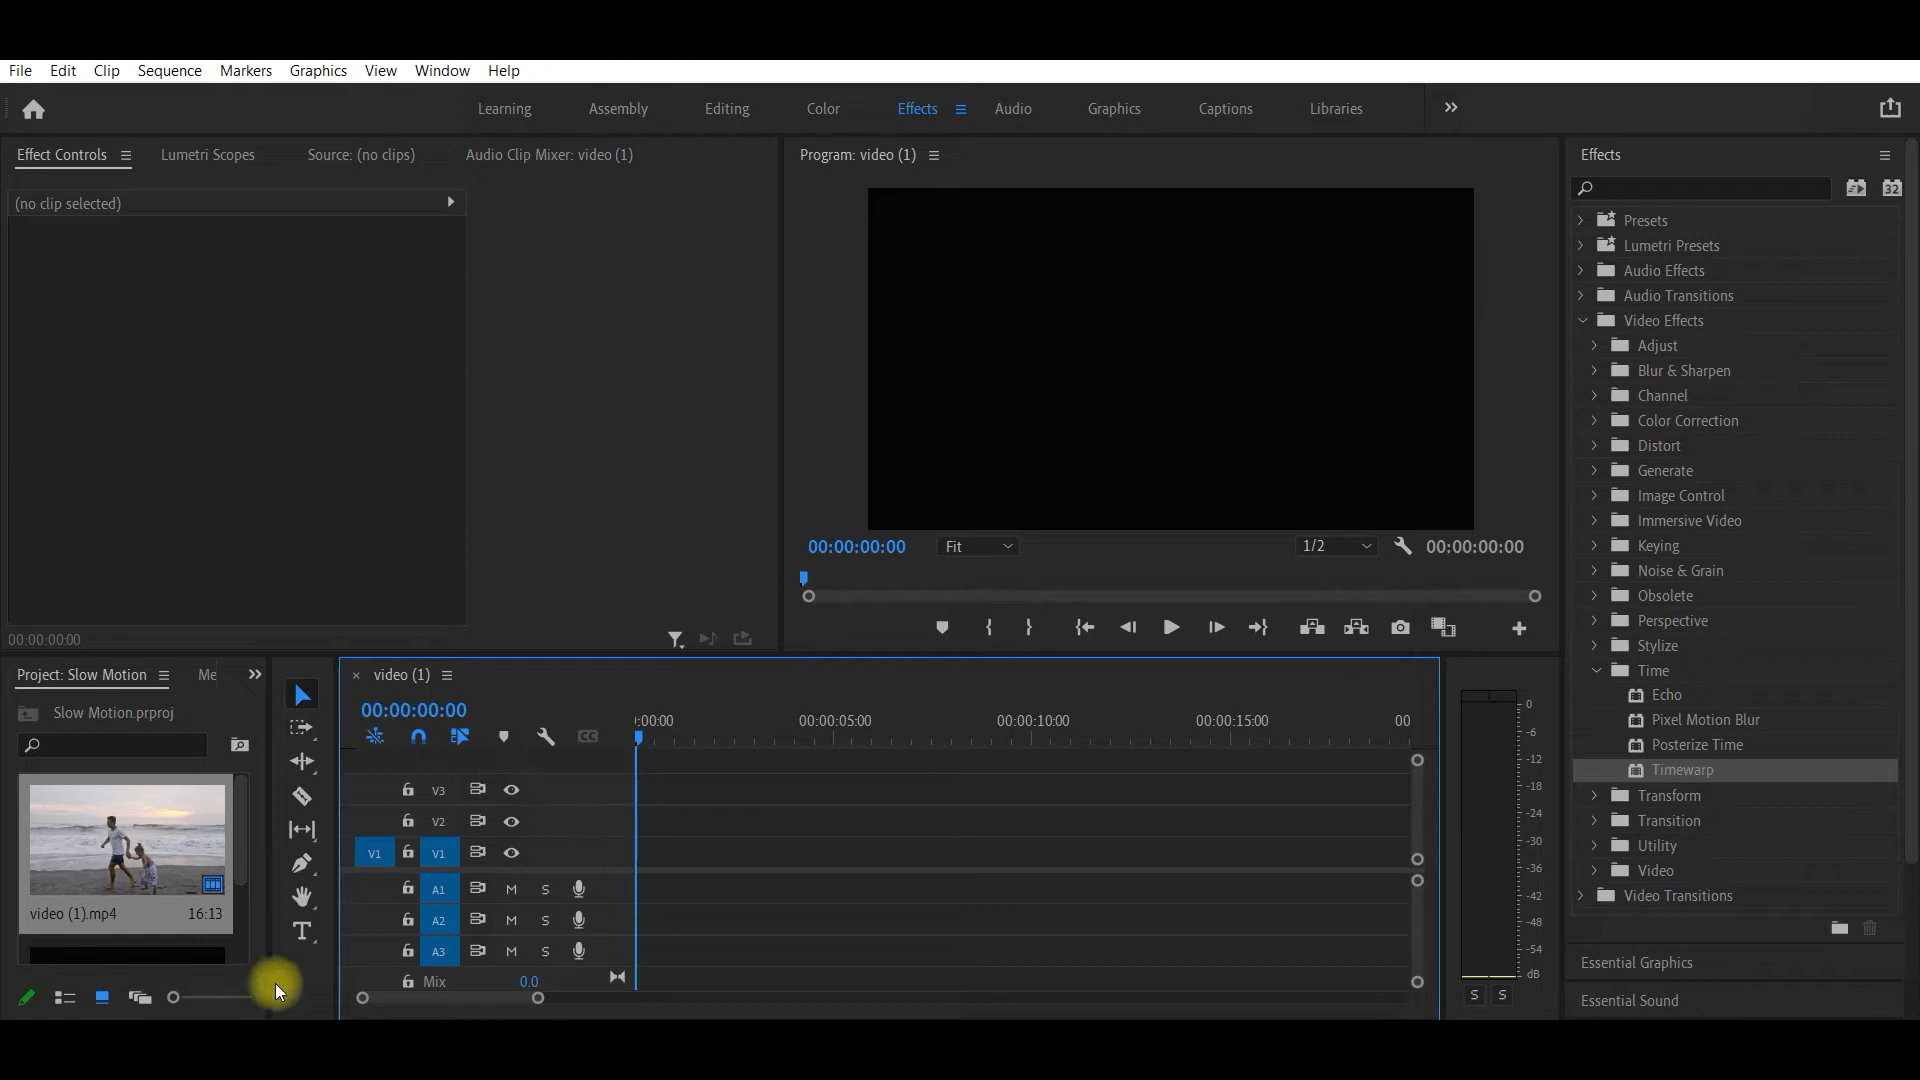 File Edit Clip Sequence Markers Graphics View Window Help
Learning Assembly Editing Color Effects Audio Graphics Captions Libraries
Effect Controls Lumetri Scopes Source: (no clips) Audio Clip Mixer: video (1)
(no clip selected)
00:00:00:00
Program: video (1)
00:00:00:00 Fit 1/2 00:00:00:00
Effects
32
Presets
Lumetri Presets
Audio Effects
Audio Transitions
Video Effects
Adjust
Blur & Sharpen
Channel
Color Correction
Distort
Generate
Image Control
Immersive Video
Keying
Noise & Grain
Obsolete
Perspective
Stylize
Time
Echo
Pixel Motion Blur
Posterize Time
Timewarp
Transform
Transition
Utility
Video
Video Transitions
Essential Graphics
Essential Sound
Project: Slow Motion Me
Slow Motion.prproj
video (1).mp4 16:13
video (1)
00:00:00:00
:00:00 00:00:05:00 00:00:10:00 00:00:15:00 00
V3
V2
V1 V1
A1 M S
A2 M S
A3 M S
Mix 0.0
0
-6
-12
-18
-24
-30
-36
-42
-48
-54
dB
S S